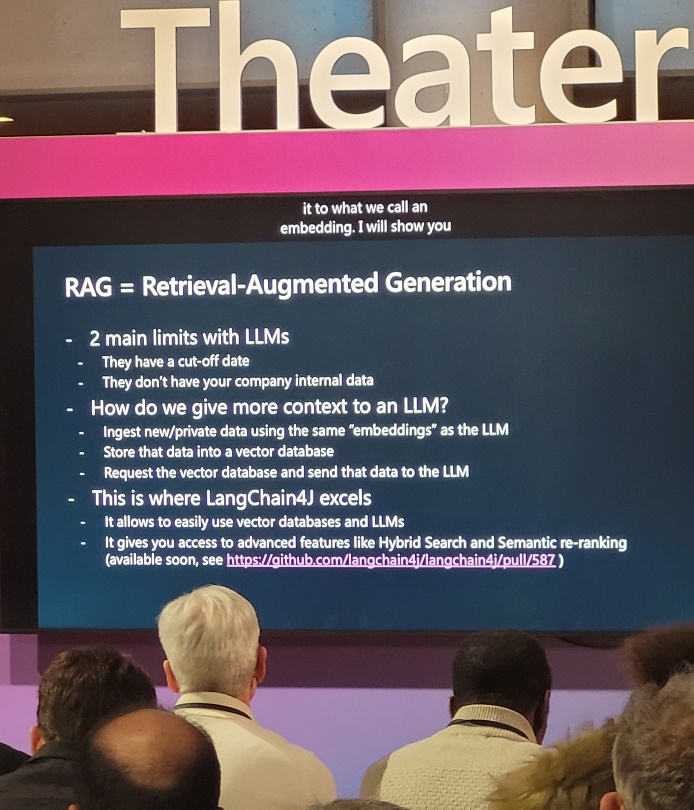 Theater
it to what we call an
embedding. I will show you
RAG = Retrieval-Augmented Generation
- 2 main limits with LLMs
- They have a cut-off date
- They don't have your company internal data
- How do we give more context to an LLM?
- Ingest new/private data using the same "embeddings" as the LLM
- Store that data into a vector database
- Request the vector database and send that data to the LLM
- This is where LangChain4J excels
- It allows to easily use vector databases and LLMs
- It gives you access to advanced features like Hybrid Search and Semantic re-ranking
(available soon, see https://github.com/langchain4j/langchain4j/pull/587 )